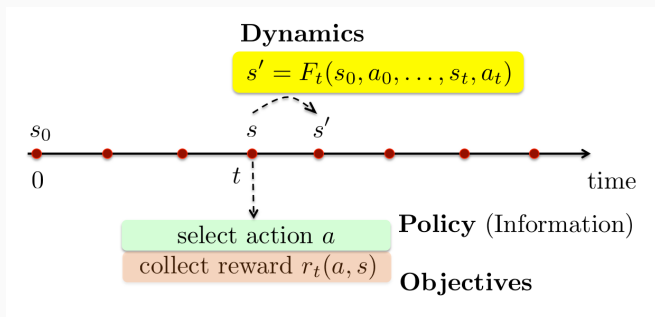 Dynamics
s′ = F_t(s_0, a_0, . . . , s_t, a_t)
s_0 s s′
0 t time
select action a Policy (Information)
collect reward r_t(a, s)
Objectives